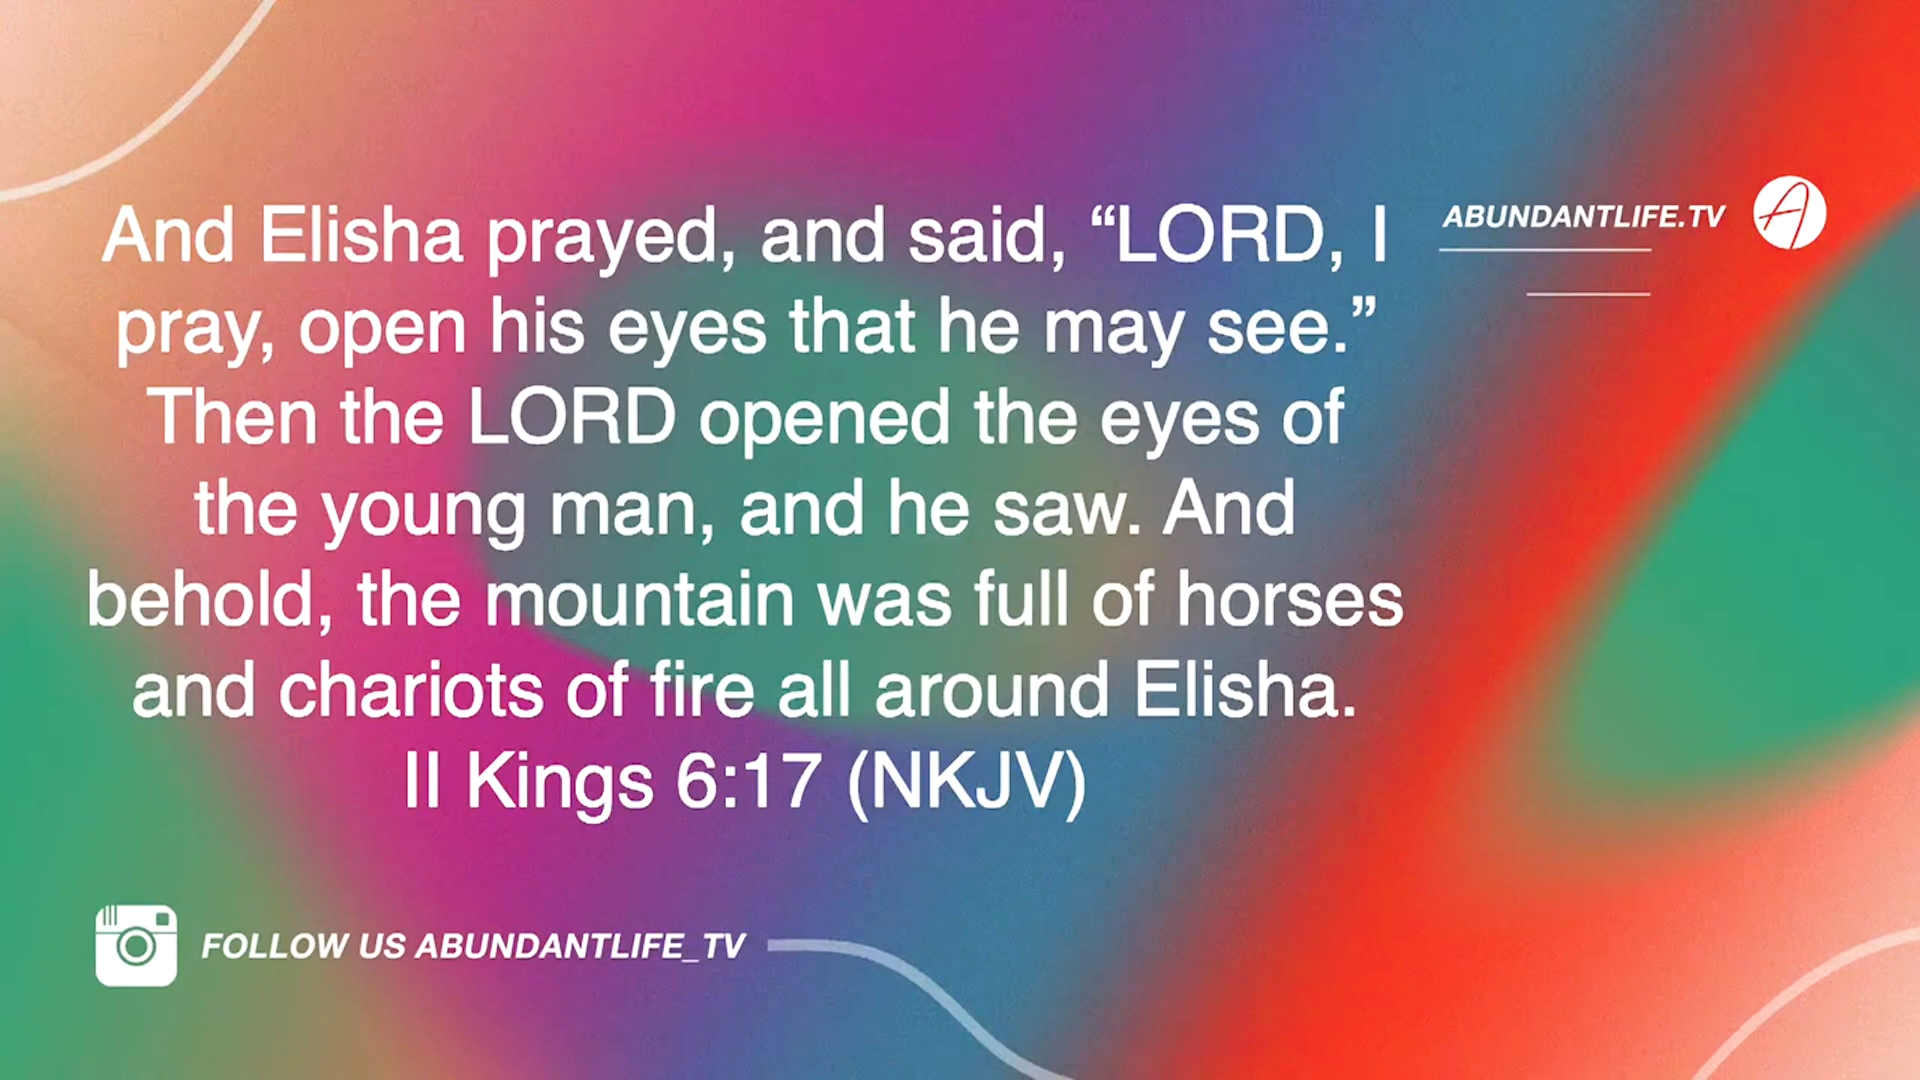 And Elisha prayed, and said, “LORD, I
pray, open his eyes that he may see.”
Then the LORD opened the eyes of
the young man, and he saw. And
behold, the mountain was full of horses
and chariots of fire all around Elisha.
II Kings 6:17 (NKJV)
ABUNDANTLIFE.TV
FOLLOW US ABUNDANTLIFE_TV